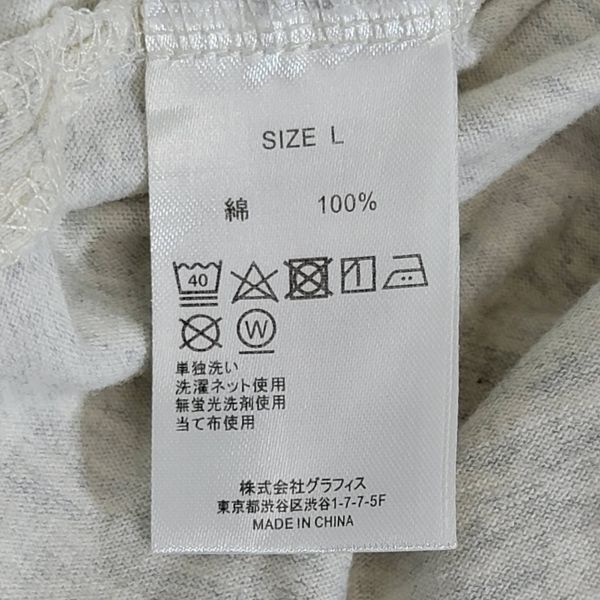 SIZE L
綿 100%
40
W
単独洗い
洗濯ネット使用
無蛍光洗剤使用
当て布使用
株式会社グラフィス
東京都渋谷区渋谷1-7-7-5F
MADE IN CHINA